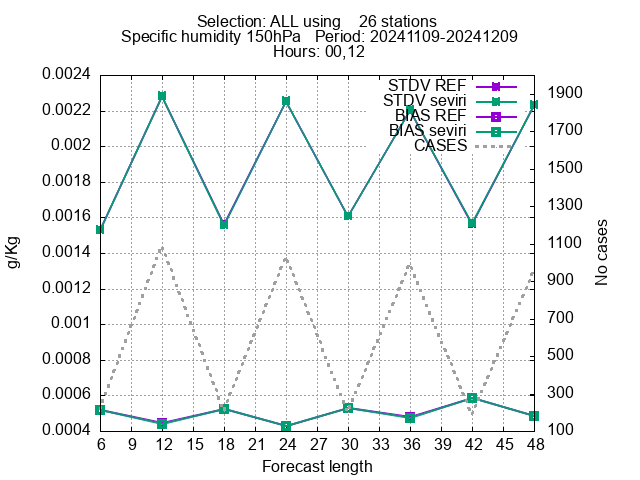 Selection: ALL using    26 stations
Specific humidity 150hPa   Period: 20241109-20241209
Hours: 00,12
STDV REF
STDV seviri
BIAS REF
BIAS seviri
CASES
0.0024
0.0022
0.002
0.0018
0.0016
0.0014
0.0012
0.001
0.0008
0.0006
0.0004
g/Kg
1900
1700
1500
1300
1100
900
700
500
300
100
No cases
6 9 12 15 18 21 24 27 30 33 36 39 42 45 48
Forecast length